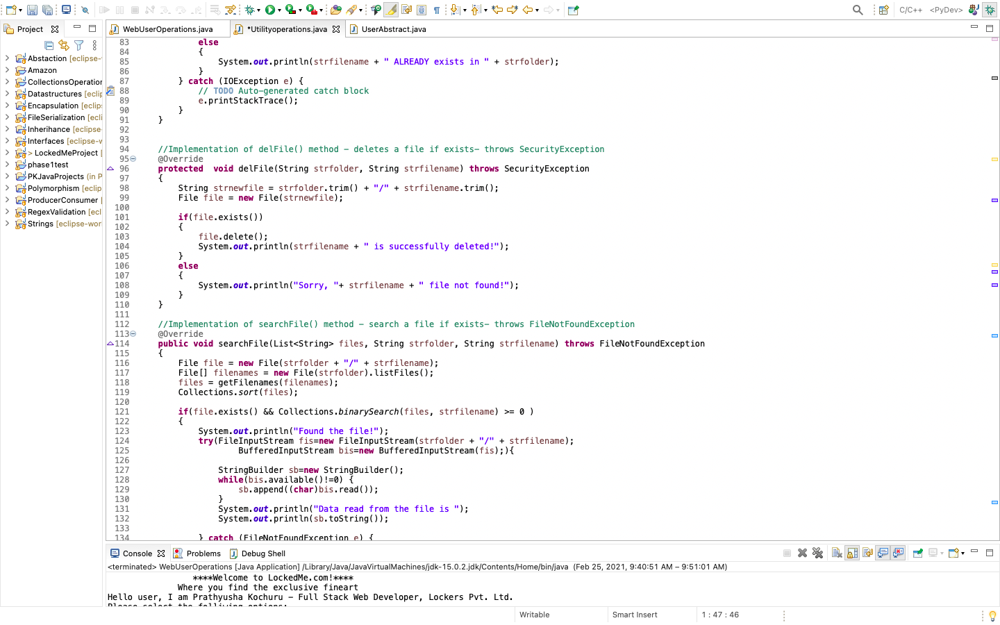 C/C++ <PyDev>
Project
WebUserOperations.java
*Utilityoperations.java
UserAbstract.java
Abstaction [eclipse-
Amazon
CollectionsOperation
Datastructures [eclip
Encapsulation [eclips
FileSerialization [ecli
Inherihance [eclipse-
Interfaces [eclipse-w
> LockedMeProject [
phase1test
PKJavaProjects (in P
Polymorphism [eclip
ProducerConsumer [
RegexValidation [ecl
Strings [eclipse-wor
83 else
84 {
85 System.out.println(strfilename + " ALREADY exists in " + strfolder);
86 }
87 } catch (IOException e) {
88 // TODO Auto-generated catch block
89 e.printStackTrace();
90 }
91 }
92
93
94 //Implementation of delFile() method - deletes a file if exists- throws SecurityException
95 @Override
96 protected  void delFile(String strfolder, String strfilename) throws SecurityException
97 {
98 String strnewfile = strfolder.trim() + "/" + strfilename.trim();
99 File file = new File(strnewfile);
100
101 if(file.exists())
102 {
103 file.delete();
104 System.out.println(strfilename + " is successfully deleted!");
105 }
106 else
107 {
108 System.out.println("Sorry, "+ strfilename + " file not found!");
109 }
110 }
111
112 //Implementation of searchFile() method - search a file if exists- throws FileNotFoundException
113 @Override
114 public void searchFile(List<String> files, String strfolder, String strfilename) throws FileNotFoundException
115 {
116 File file = new File(strfolder + "/" + strfilename);
117 File[] filenames = new File(strfolder).listFiles();
118 files = getFilenames(filenames);
119 Collections.sort(files);
120
121 if(file.exists() && Collections.binarySearch(files, strfilename) >= 0 )
122 {
123 System.out.println("Found the file!");
124 try(FileInputStream fis=new FileInputStream(strfolder + "/" + strfilename);
125 BufferedInputStream bis=new BufferedInputStream(fis);){
126
127 StringBuilder sb=new StringBuilder();
128 while(bis.available()!=0) {
129 sb.append((char)bis.read());
130 }
131 System.out.println("Data read from the file is ");
132 System.out.println(sb.toString());
133
134 } catch (FileNotFoundException e) {
Console
Problems
Debug Shell
<terminated> WebUserOperations [Java Application] /Library/Java/JavaVirtualMachines/jdk-15.0.2.jdk/Contents/Home/bin/java (Feb 25, 2021, 9:40:51 AM – 9:51:01 AM)
****Welcome to LockedMe.com!****
Where you find the exclusive fineart
Hello user, I am Prathyusha Kochuru - Full Stack Web Developer, Lockers Pvt. Ltd.
Please select the folliwing options:
Writable
Smart Insert
1 : 47 : 46